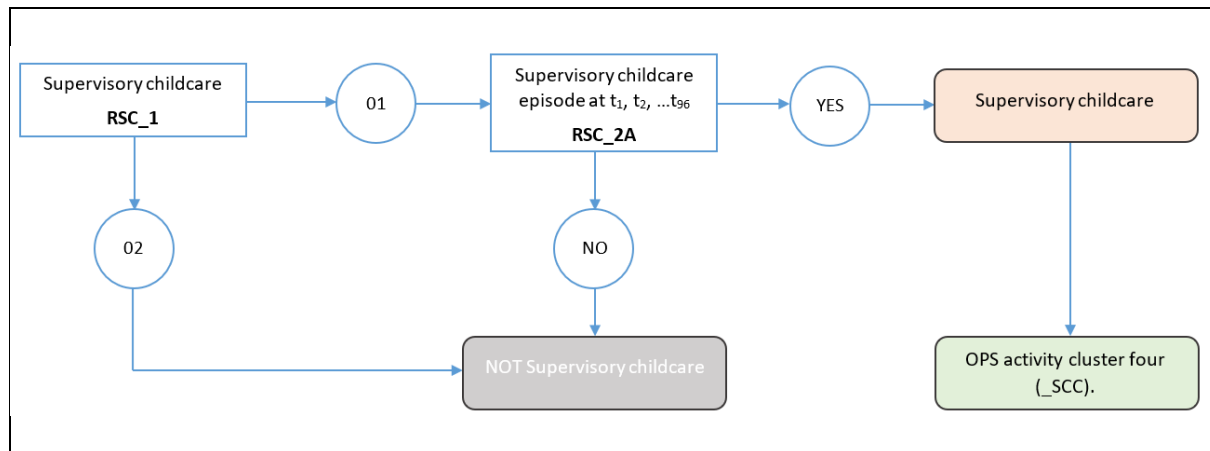 Supervisory childcare
RSC_1
01
Supervisory childcare
episode at t₁, t₂, ...t₉₆
RSC_2A
YES
Supervisory childcare
02
NO
NOT Supervisory childcare
OPS activity cluster four
(_SCC).